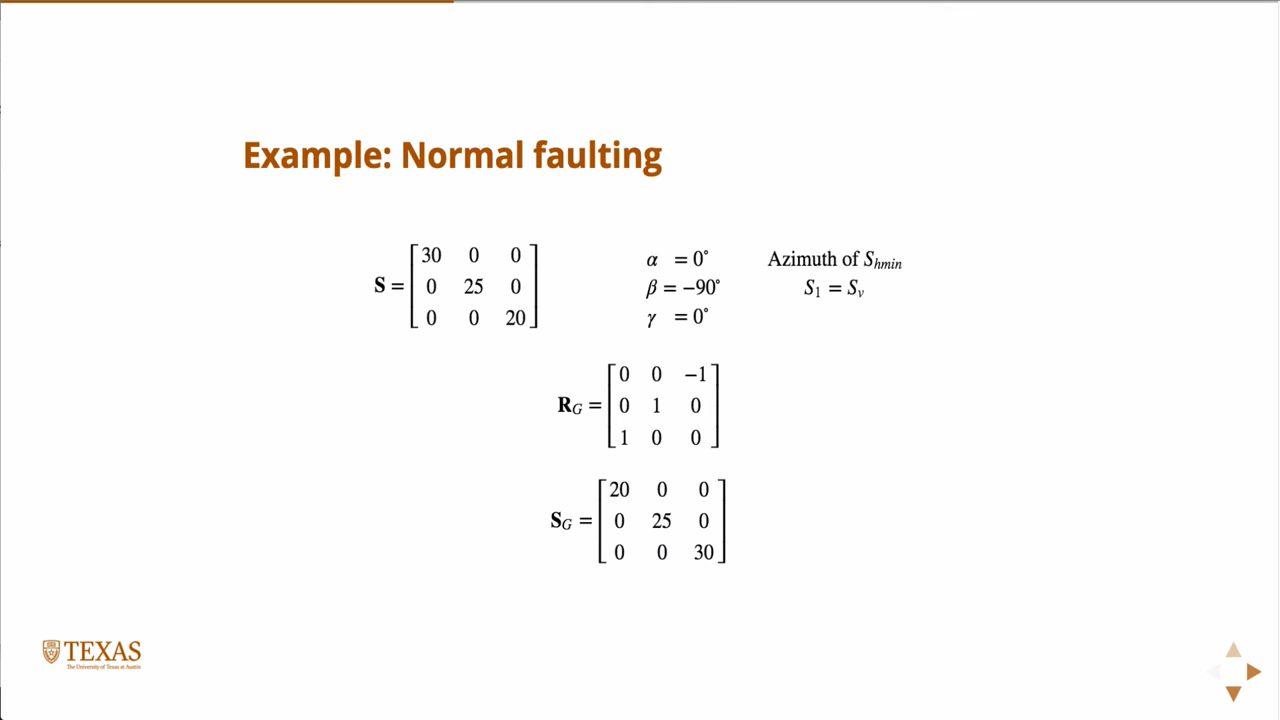 Example: Normal faulting
S = [30 0 0
0 25 0
0 0 20]
α = 0°
β = −90°
γ = 0°
Azimuth of S_hmin
S₁ = S_v
R_G = [0 0 −1
0 1 0
1 0 0]
S_G = [20 0 0
0 25 0
0 0 30]
TEXAS
The University of Texas at Austin